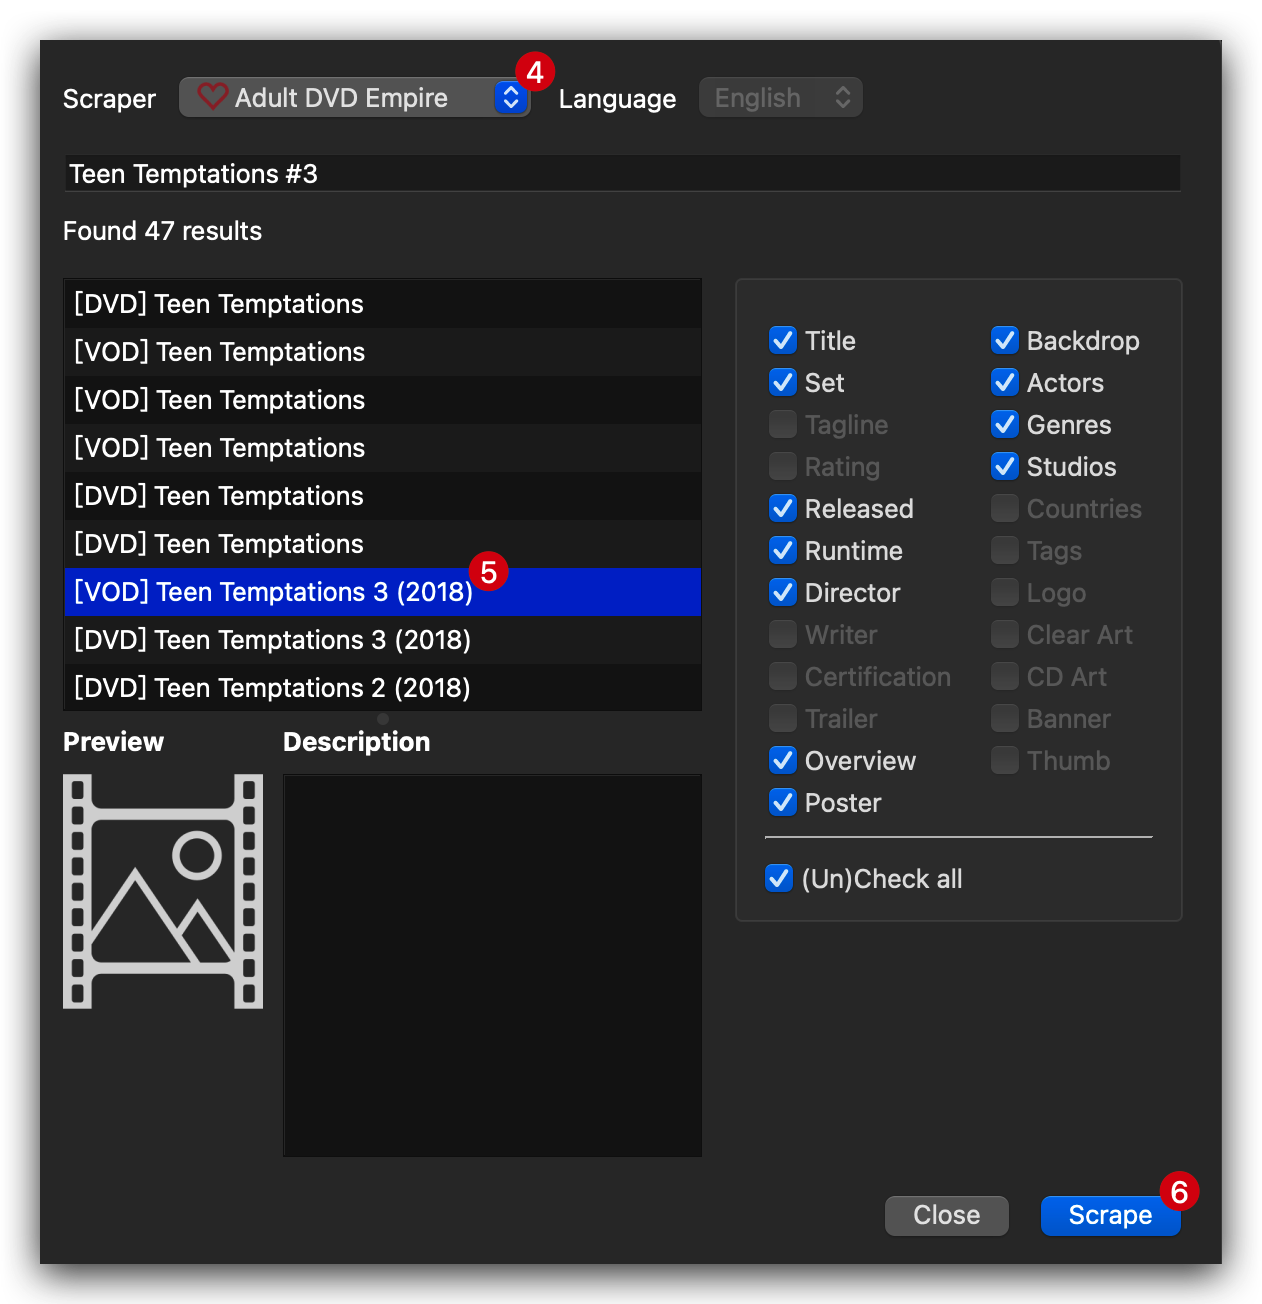 4
Scraper Adult DVD Empire Language English
Teen Temptations #3
Found 47 results
[DVD] Teen Temptations
[VOD] Teen Temptations
[VOD] Teen Temptations
[VOD] Teen Temptations
[DVD] Teen Temptations
[DVD] Teen Temptations
[VOD] Teen Temptations 3 (2018) 5
[DVD] Teen Temptations 3 (2018)
[DVD] Teen Temptations 2 (2018)
Preview
Description
Title
Set
Tagline
Rating
Released
Runtime
Director
Writer
Certification
Trailer
Overview
Poster
Backdrop
Actors
Genres
Studios
Countries
Tags
Logo
Clear Art
CD Art
Banner
Thumb
(Un)Check all
6
Close Scrape